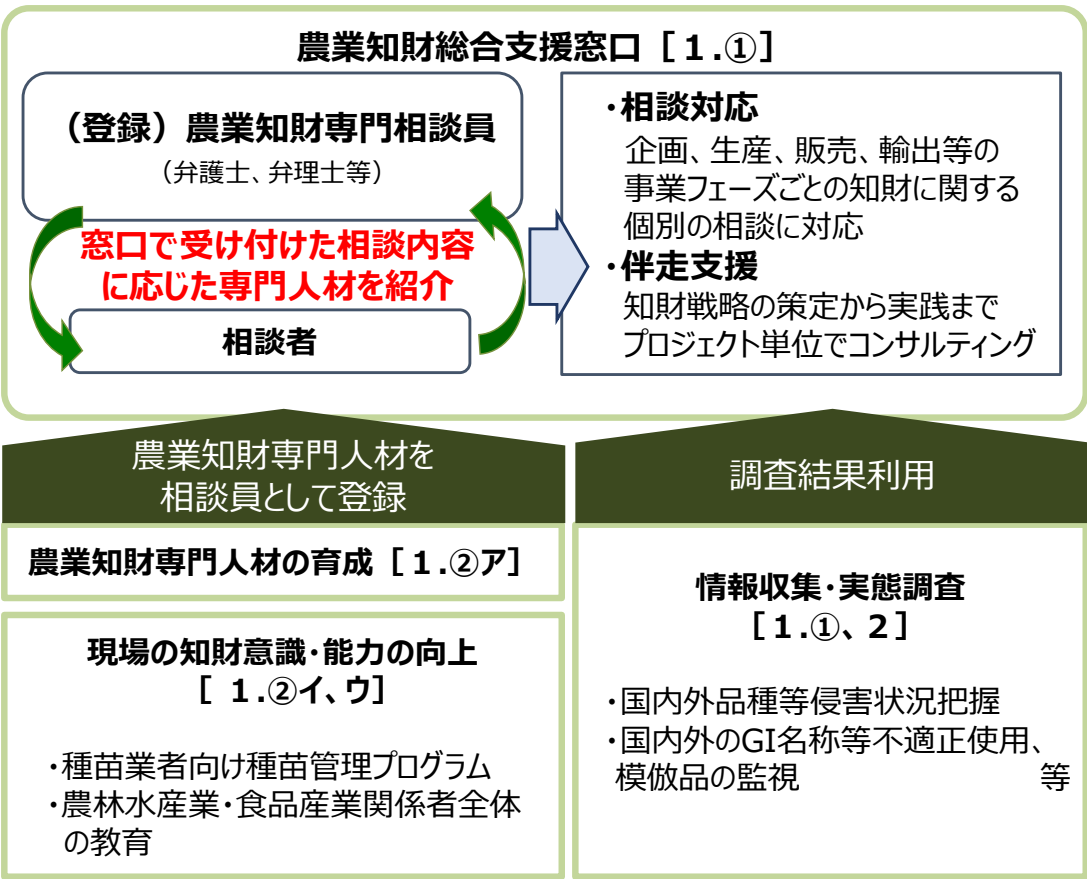 農業知財総合支援窓口［１.①］
（登録）農業知財専門相談員
（弁護士、弁理士等）
窓口で受け付けた相談内容
に応じた専門人材を紹介
相談者
・相談対応
企画、生産、販売、輸出等の
事業フェーズごとの知財に関する
個別の相談に対応
・伴走支援
知財戦略の策定から実践まで
プロジェクト単位でコンサルティング
農業知財専門人材を
相談員として登録
農業知財専門人材の育成［１.②ア］
現場の知財意識・能力の向上
［ １.②イ、ウ］
・種苗業者向け種苗管理プログラム
・農林水産業・食品産業関係者全体
の教育
調査結果利用
情報収集・実態調査
［１.①、２］
・国内外品種等侵害状況把握
・国内外のGI名称等不適正使用、
模倣品の監視 等